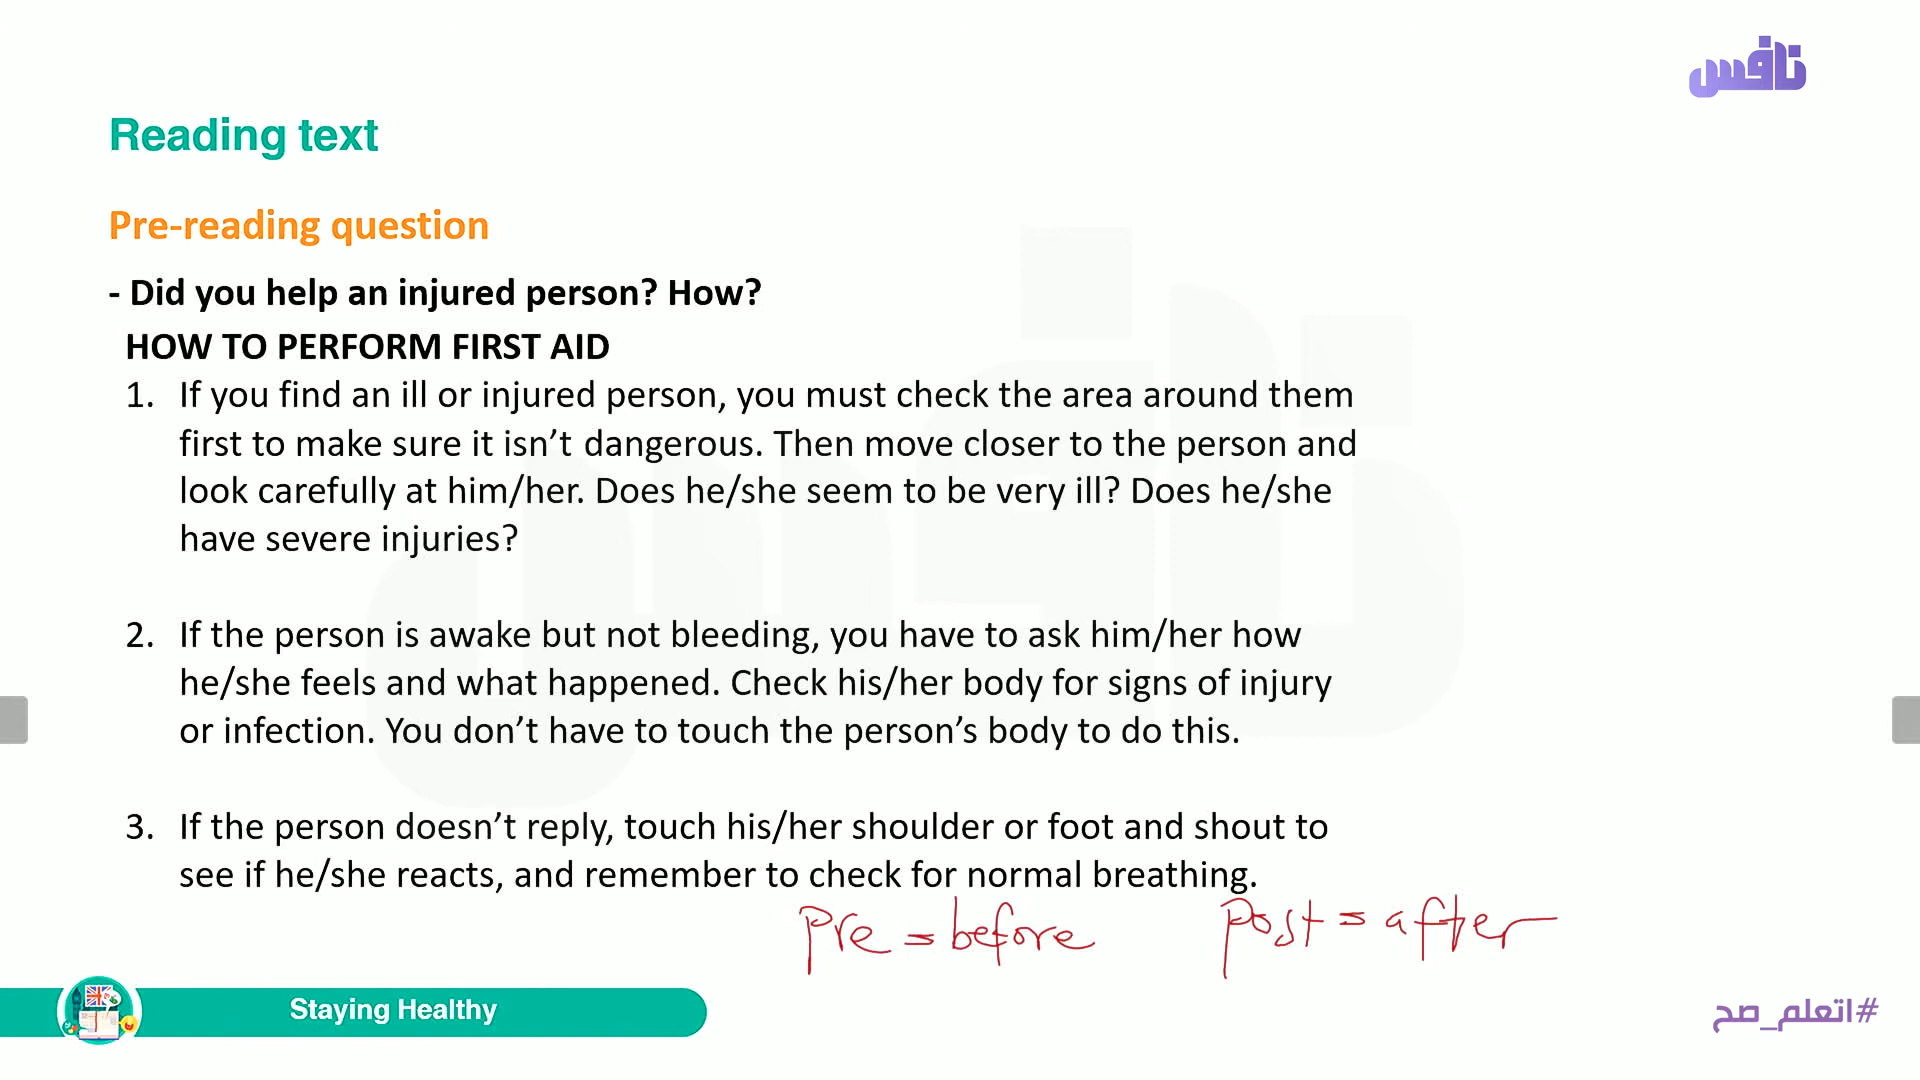 نافس
Reading text
Pre-reading question
- Did you help an injured person? How?
HOW TO PERFORM FIRST AID
1. If you find an ill or injured person, you must check the area around them
first to make sure it isn’t dangerous. Then move closer to the person and
look carefully at him/her. Does he/she seem to be very ill? Does he/she
have severe injuries?
2. If the person is awake but not bleeding, you have to ask him/her how
he/she feels and what happened. Check his/her body for signs of injury
or infection. You don’t have to touch the person’s body to do this.
3. If the person doesn’t reply, touch his/her shoulder or foot and shout to
see if he/she reacts, and remember to check for normal breathing.
Pre = before Post = after
Staying Healthy
#اتعلم_صح